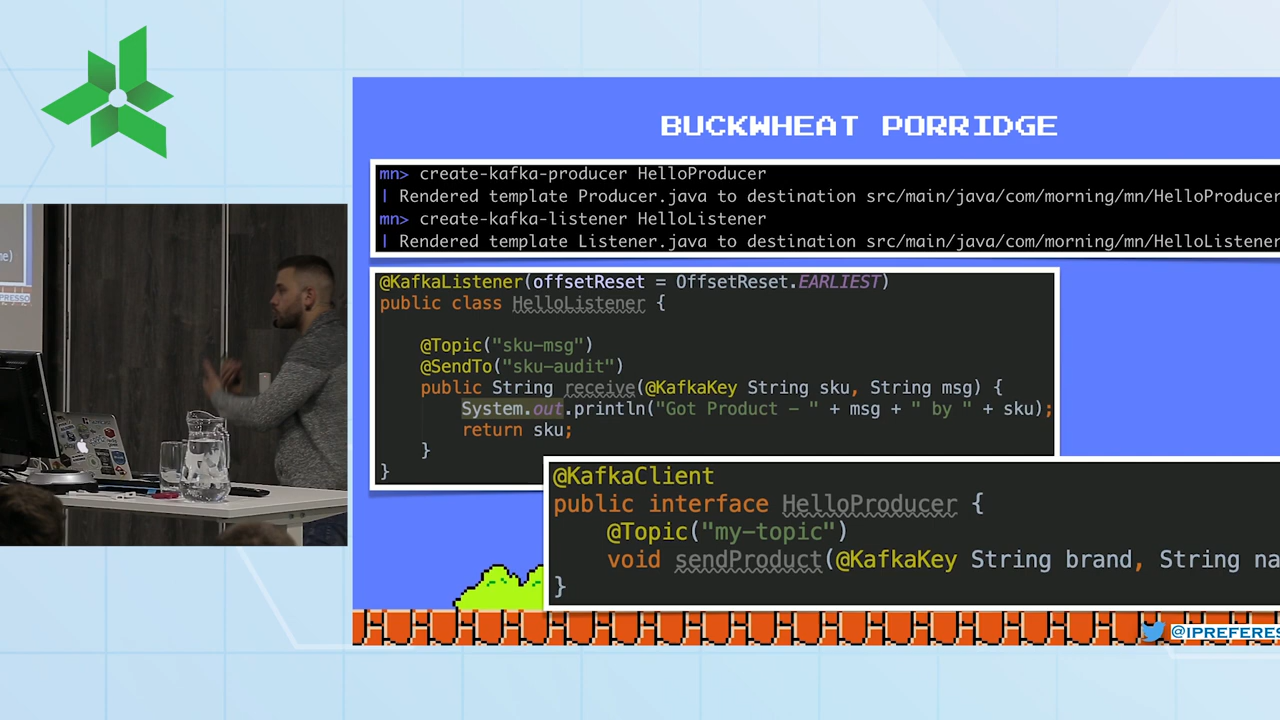 BUCKWHEAT PORRIDGE
mn> create-kafka-producer HelloProducer
| Rendered template Producer.java to destination src/main/java/com/morning/mn/HelloProducer
mn> create-kafka-listener HelloListener
| Rendered template Listener.java to destination src/main/java/com/morning/mn/HelloListener
@KafkaListener(offsetReset = OffsetReset.EARLIEST)
public class HelloListener {
@Topic("sku-msg")
@SendTo("sku-audit")
public String receive(@KafkaKey String sku, String msg) {
System.out.println("Got Product - " + msg + " by " + sku);
return sku;
}
}
@KafkaClient
public interface HelloProducer {
@Topic("my-topic")
void sendProduct(@KafkaKey String brand, String na
}
@IPREFERES